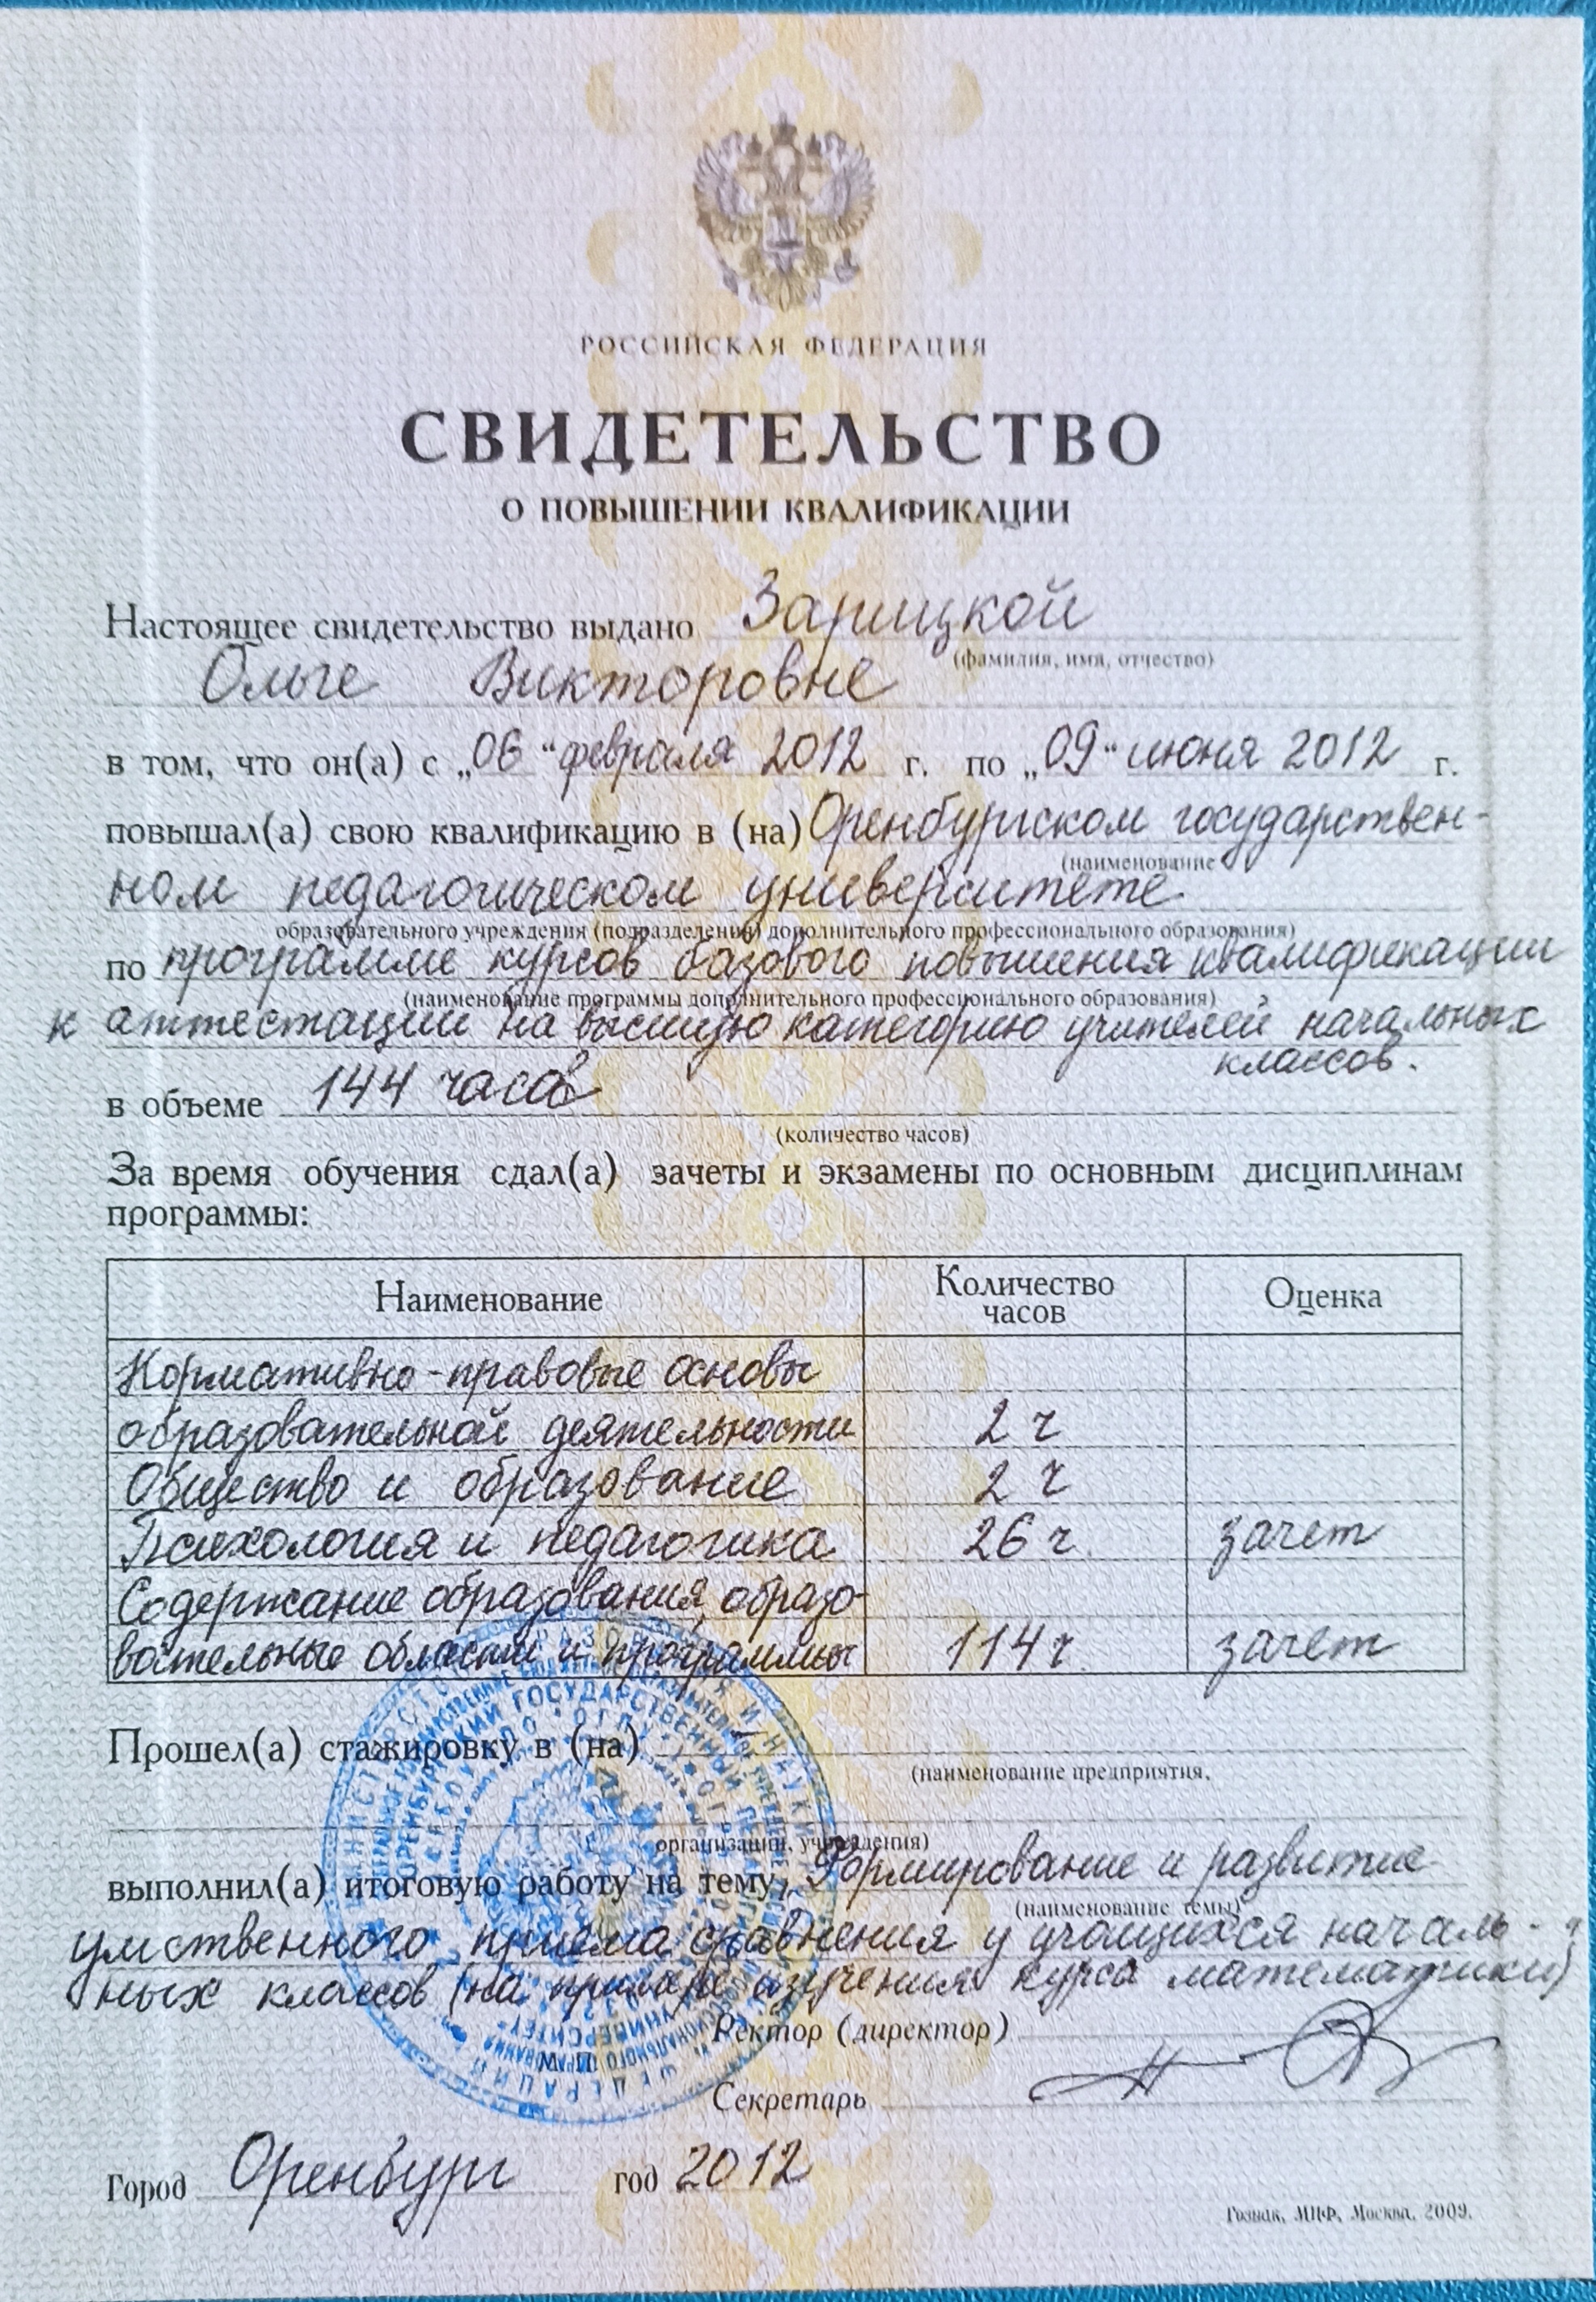 РОССИЙСКАЯ ФЕДЕРАЦИЯ
СВИДЕТЕЛЬСТВО
О ПОВЫШЕНИИ КВАЛИФИКАЦИИ
Настоящее свидетельство выдано Зарицкой
(фамилия, имя, отчество)
Ольге Викторовне
в том, что он(а) с „06“ февраля 2012 г. по „09“ июня 2012 г.
повышал(а) свою квалификацию в (на) Оренбургском государствен-
(наименование
ном педагогическом университете
образовательного учреждения (подразделения) дополнительного профессионального образования)
по программе курсов базового повышения квалификации
(наименование программы дополнительного профессионального образования)
к аттестации на высшую категорию учителей начальных
классов.
в объеме 144 часов
(количество часов)
За время обучения сдал(а) зачеты и экзамены по основным дисциплинам
программы:
Наименование Количество часов Оценка
Нормативно-правовые основы
образовательной деятельности 2 ч
Общество и образование 2 ч
Психология и педагогика 26 ч. зачет
Содержание образования, образо-
вательные области и программы 114 ч. зачет
Прошел(а) стажировку в (на)
(наименование предприятия,
организации, учреждения)
выполнил(а) итоговую работу на тему, Формирование и развитие
(наименование темы)
умственного приема сравнения у учащихся началь-
ных классов (на примере изучения курса математики)
Ректор (директор)
М.П.
Секретарь
Город Оренбург год 2012
Гознак, МПФ, Москва, 2009.